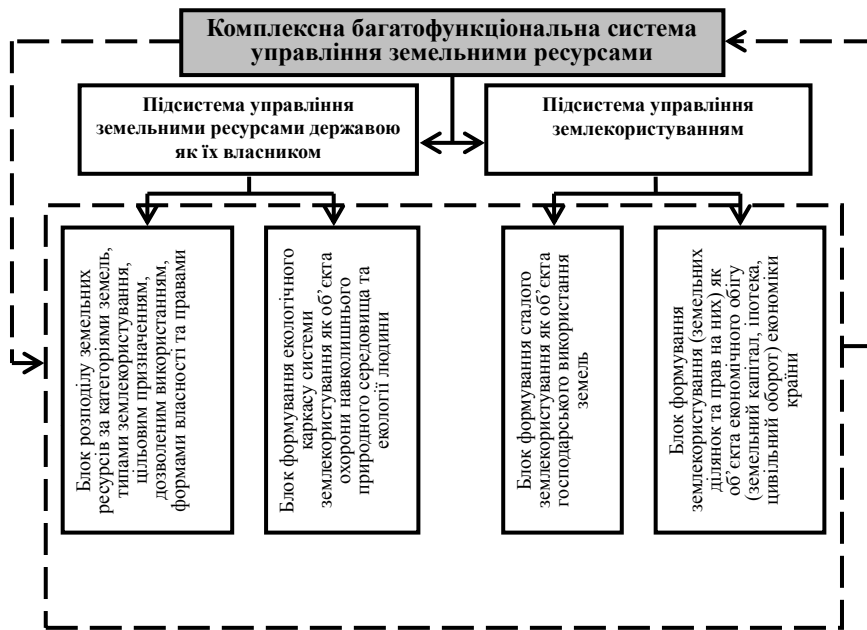 Комплексна багатофункціональна система
управління земельними ресурсами
Підсистема управління
земельними ресурсами державою
як їх власником
Підсистема управління
землекористуванням
Блок розподілу земельних
ресурсів за категоріями земель,
типами землекористування,
цільовим призначенням,
дозволеним використанням,
формами власності та правами
Блок формування екологічного
каркасу системи
землекористування як об’єкта
охорони навколишнього
природного середовища та
екології людини
Блок формування сталого
землекористування як об’єкта
господарського використання
земель
Блок формування
землекористування (земельних
ділянок та прав на них) як
об’єкта економічного обігу
(земельний капітал, іпотека,
цивільний оборот) економіки
країни